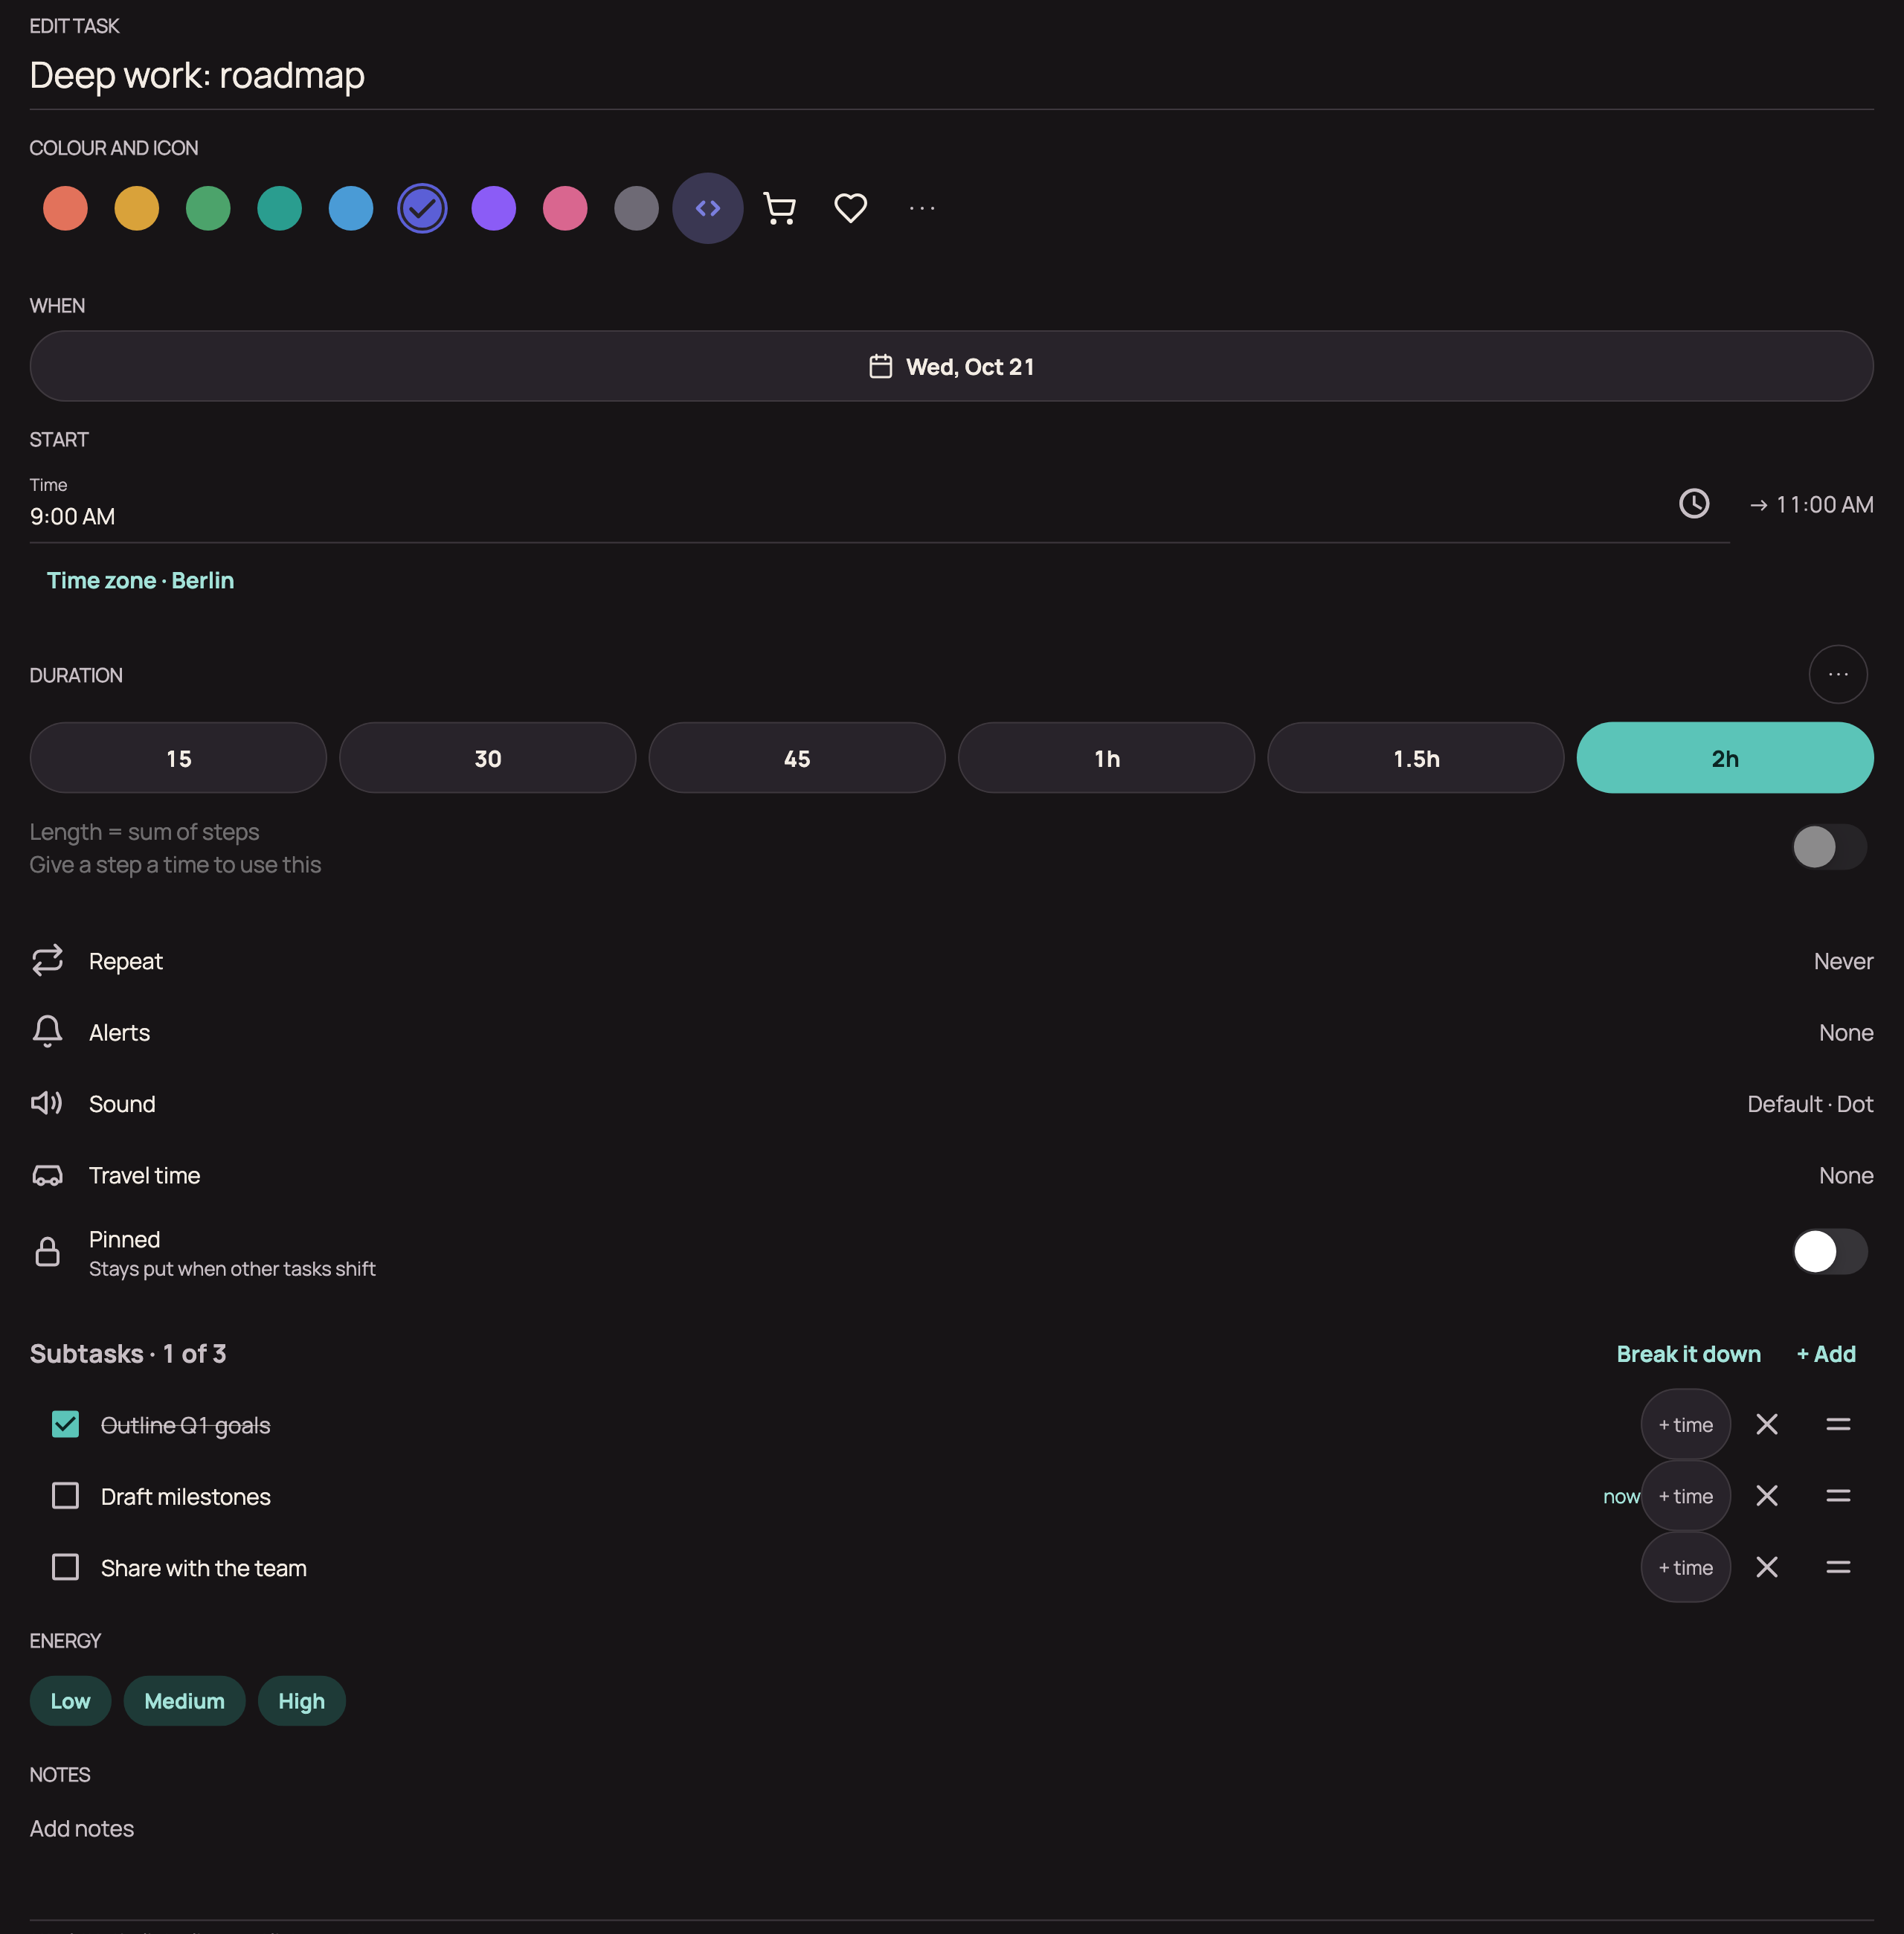 EDIT TASK
Deep work: roadmap
COLOUR AND ICON
WHEN
Wed, Oct 21
START
Time
9:00 AM
→ 11:00 AM
Time zone · Berlin
DURATION
15
30
45
1h
1.5h
2h
Length = sum of steps
Give a step a time to use this
Repeat
Never
Alerts
None
Sound
Default · Dot
Travel time
None
Pinned
Stays put when other tasks shift
Subtasks · 1 of 3
Break it down
+ Add
Outline Q1 goals
+ time
Draft milestones
now
+ time
Share with the team
+ time
ENERGY
Low
Medium
High
NOTES
Add notes